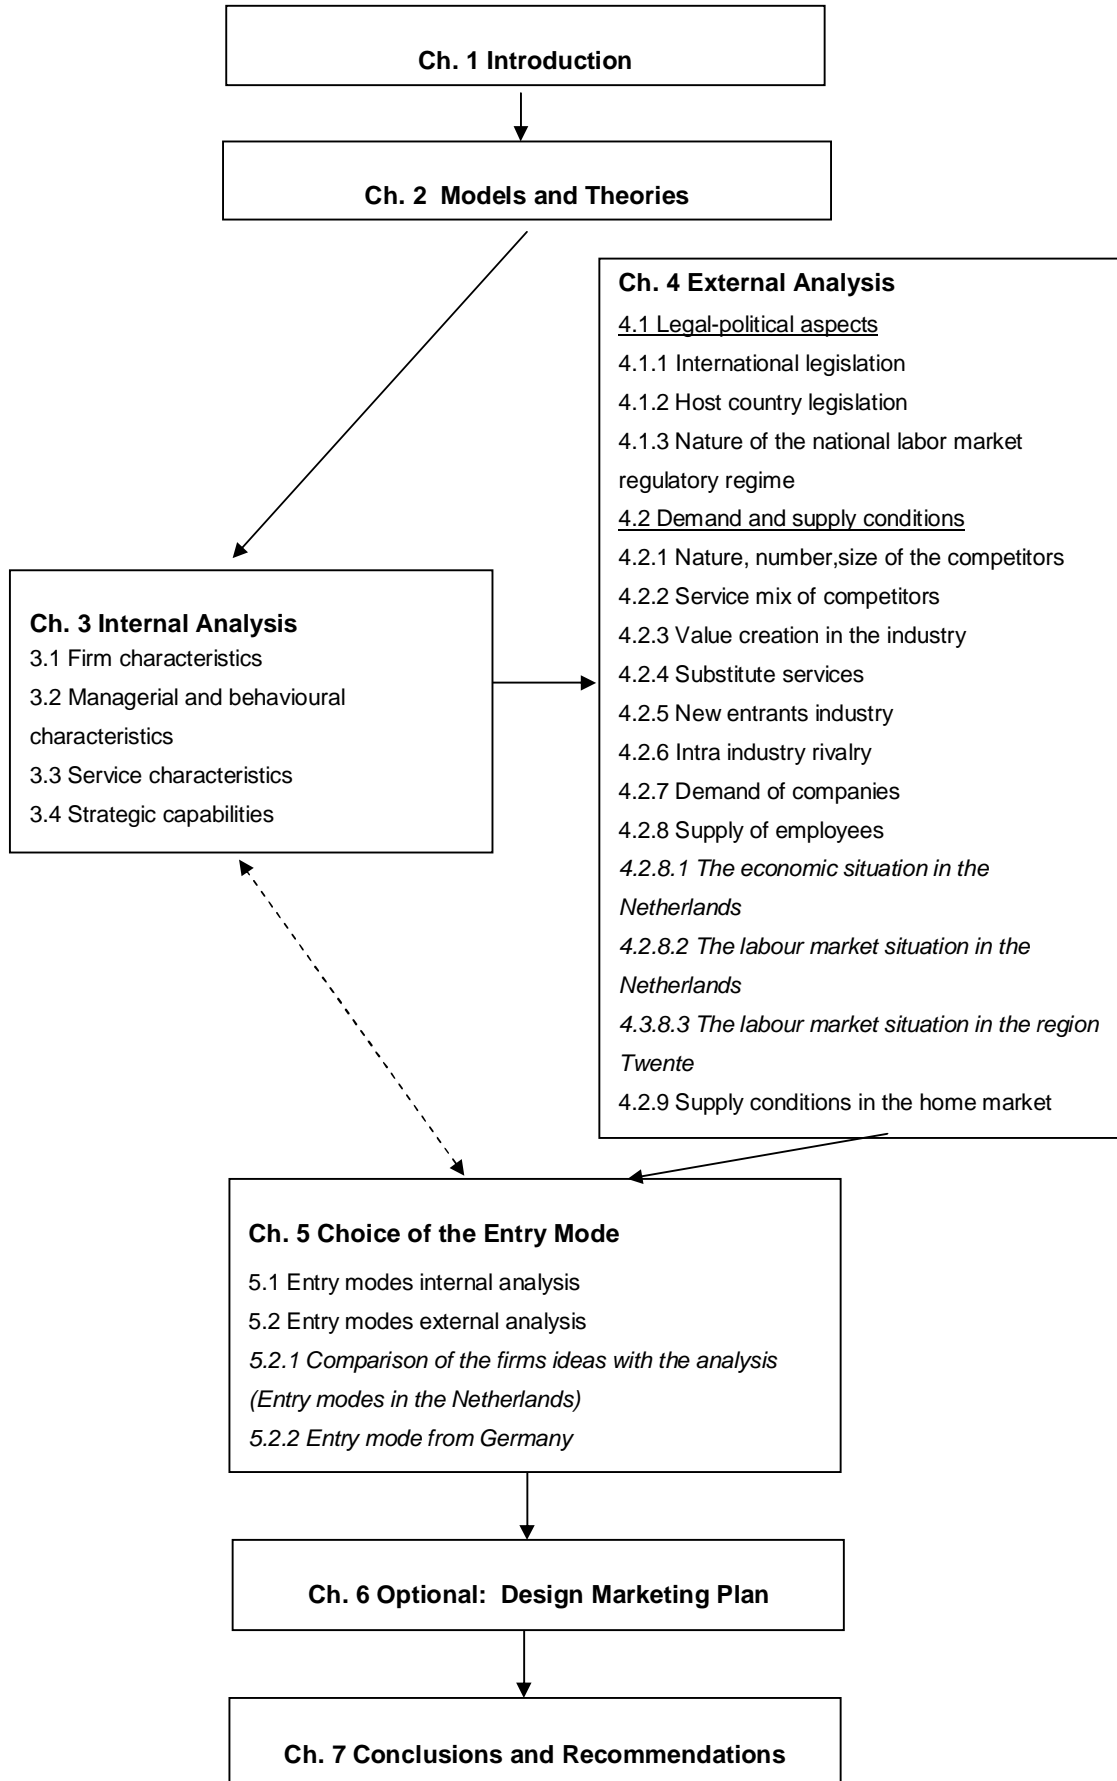 Ch. 1 Introduction
Ch. 2  Models and Theories
Ch. 3 Internal Analysis
3.1 Firm characteristics
3.2 Managerial and behavioural
characteristics
3.3 Service characteristics
3.4 Strategic capabilities
Ch. 4 External Analysis
4.1 Legal-political aspects
4.1.1 International legislation
4.1.2 Host country legislation
4.1.3 Nature of the national labor market
regulatory regime
4.2 Demand and supply conditions
4.2.1 Nature, number,size of the competitors
4.2.2 Service mix of competitors
4.2.3 Value creation in the industry
4.2.4 Substitute services
4.2.5 New entrants industry
4.2.6 Intra industry rivalry
4.2.7 Demand of companies
4.2.8 Supply of employees
4.2.8.1 The economic situation in the
Netherlands
4.2.8.2 The labour market situation in the
Netherlands
4.3.8.3 The labour market situation in the region
Twente
4.2.9 Supply conditions in the home market
Ch. 5 Choice of the Entry Mode
5.1 Entry modes internal analysis
5.2 Entry modes external analysis
5.2.1 Comparison of the firms ideas with the analysis
(Entry modes in the Netherlands)
5.2.2 Entry mode from Germany
Ch. 6 Optional:  Design Marketing Plan
Ch. 7 Conclusions and Recommendations